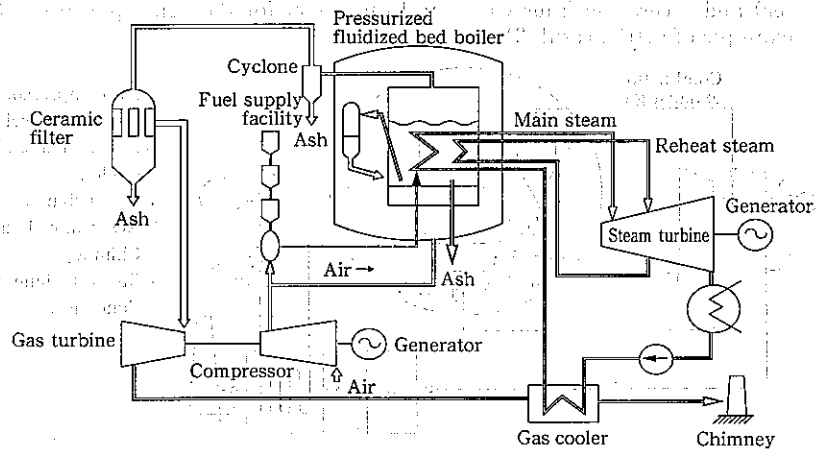 Pressurized
fluidized bed boiler
Cyclone
Fuel supply
facility
Ceramic
filter
Ash
Main steam
Reheat steam
Ash
Generator
Steam turbine
Air
Ash
Gas turbine
Compressor
Generator
Air
Gas cooler
Chimney